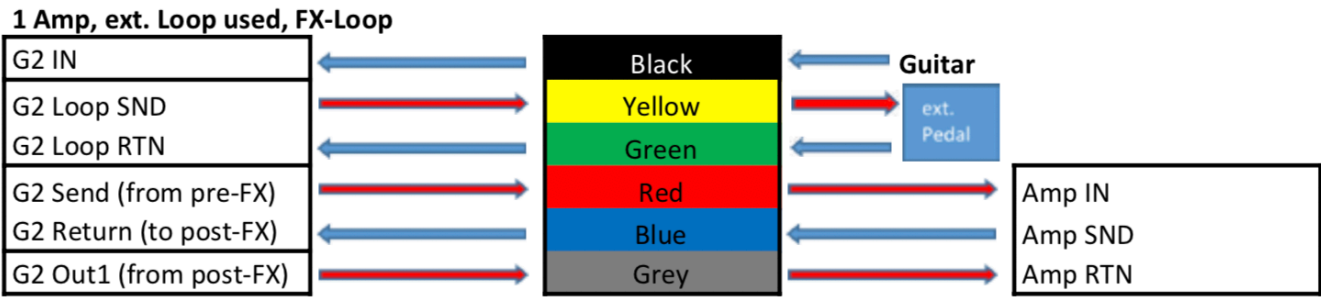 1 Amp, ext. Loop used, FX-Loop
G2 IN
Black
Guitar
G2 Loop SND
Yellow
ext.
Pedal
G2 Loop RTN
Green
G2 Send (from pre-FX)
Red
Amp IN
G2 Return (to post-FX)
Blue
Amp SND
G2 Out1 (from post-FX)
Grey
Amp RTN